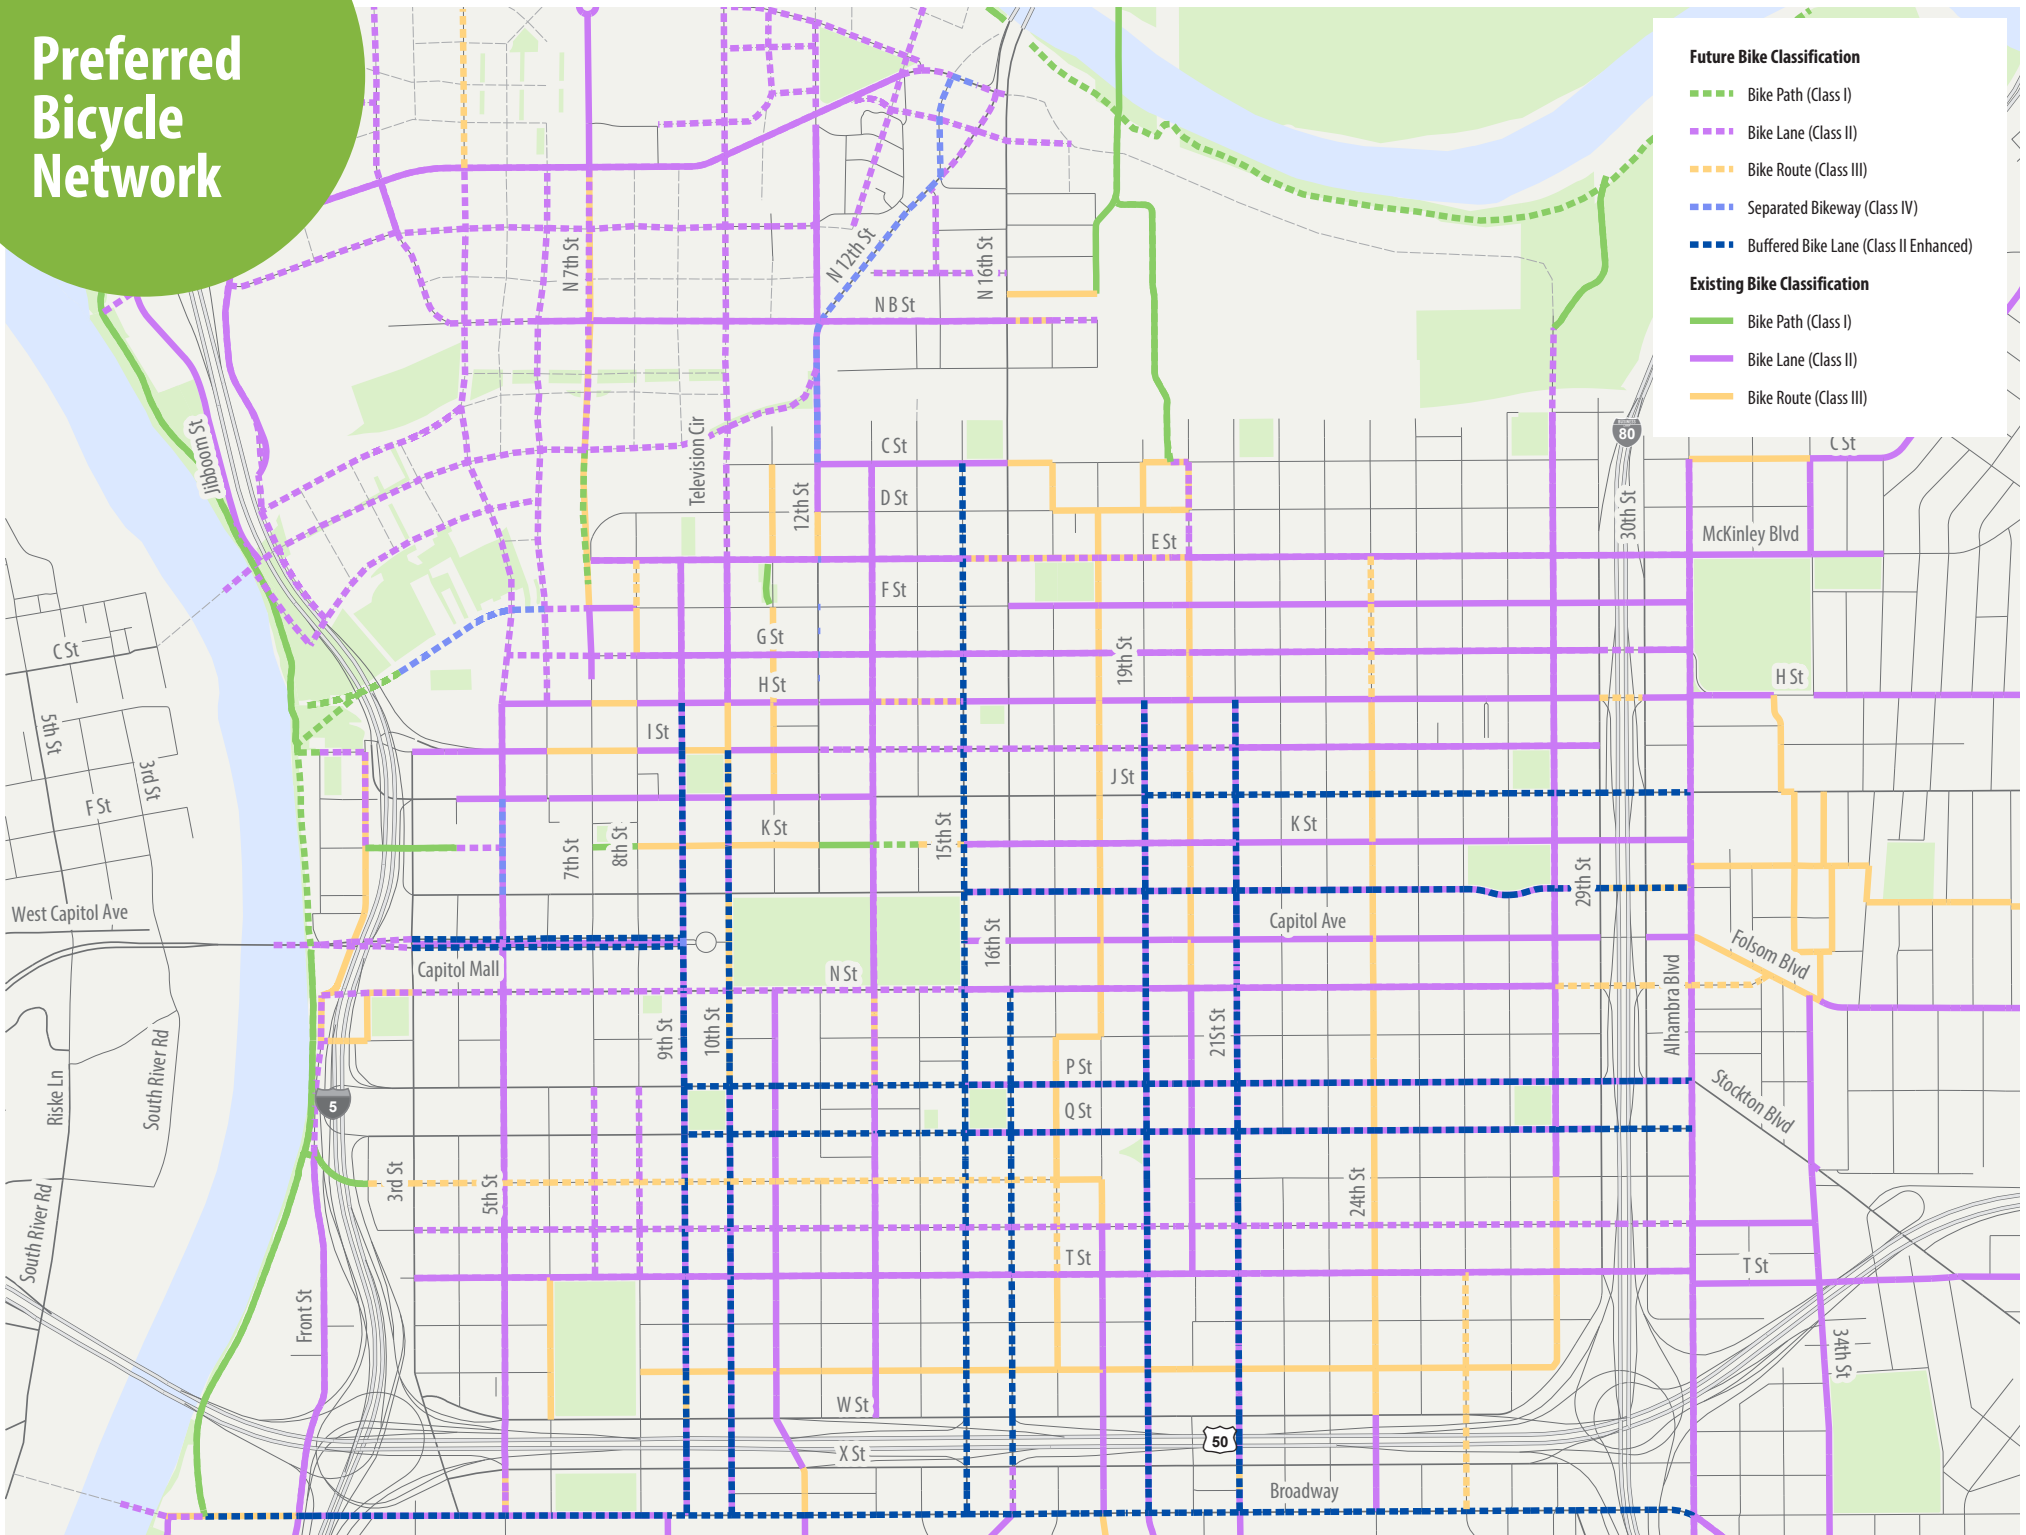 Preferred
Bicycle
Network
Future Bike Classification
Bike Path (Class I)
Bike Lane (Class II)
Bike Route (Class III)
Separated Bikeway (Class IV)
Buffered Bike Lane (Class II Enhanced)
Existing Bike Classification
Bike Path (Class I)
Bike Lane (Class II)
Bike Route (Class III)
N 7th St
N 12th St
N 16th St
N B St
Jibboom St
Television Cir
12th St
C St
D St
E St
F St
G St
H St
I St
J St
K St
K St
BUSINESS
80
30th St
C St
McKinley Blvd
H St
19th St
C St
5th St
3rd St
F St
West Capitol Ave
7th St
8th St
15th St
29th St
Capitol Ave
16th St
Capitol Mall
N St
Folsom Blvd
Alhambra Blvd
9th St
10th St
21St St
Riske Ln
South River Rd
5
P St
Q St
Stockton Blvd
South River Rd
3rd St
5th St
24th St
T St
T St
Front St
34th St
W St
50
X St
Broadway